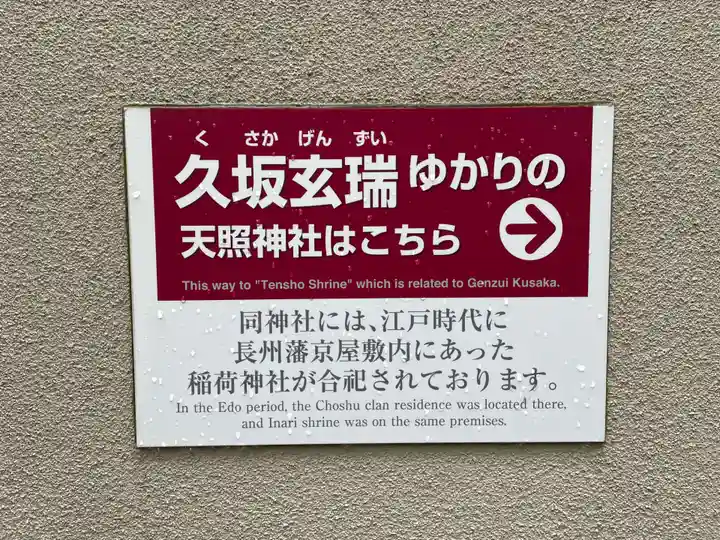 く さか げん ずい
久坂玄瑞ゆかりの
天照神社はこちら
This way to "Tensho Shrine" which is related to Genzui Kusaka.
同神社には、江戸時代に
長州藩京屋敷内にあった
稲荷神社が合祀されております。
In the Edo period, the Choshu clan residence was located there,
and Inari shrine was on the same premises.